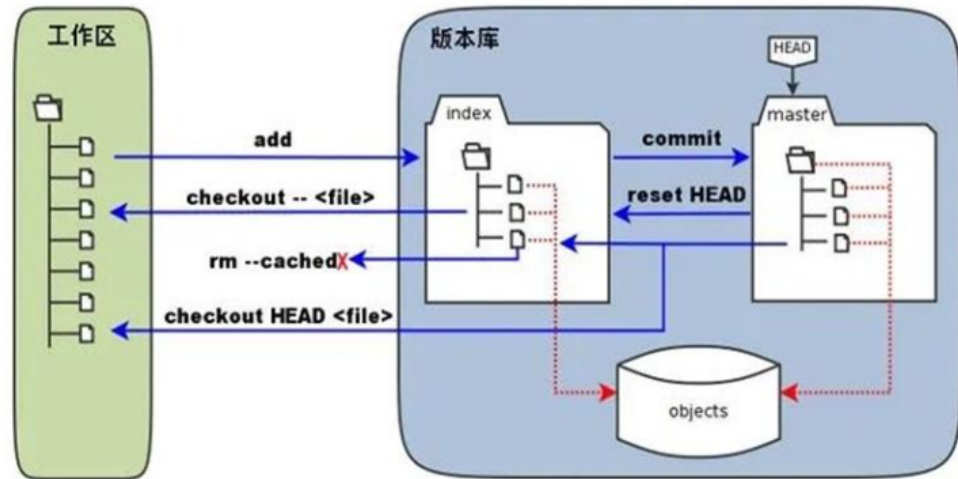 工作区
版本库
HEAD
index
master
add
commit
checkout -- <file>
reset HEAD
rm --cachedX
checkout HEAD <file>
objects